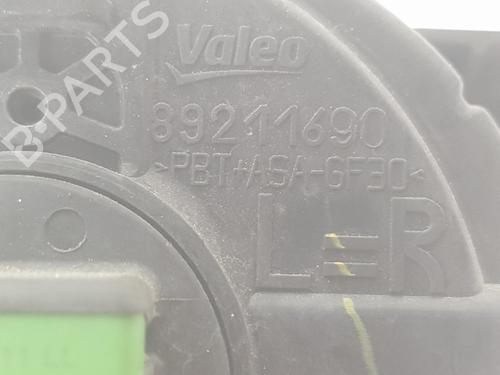 Valeo
89211690
>PBT+ASA-GF30<
L=R
B-PARTS